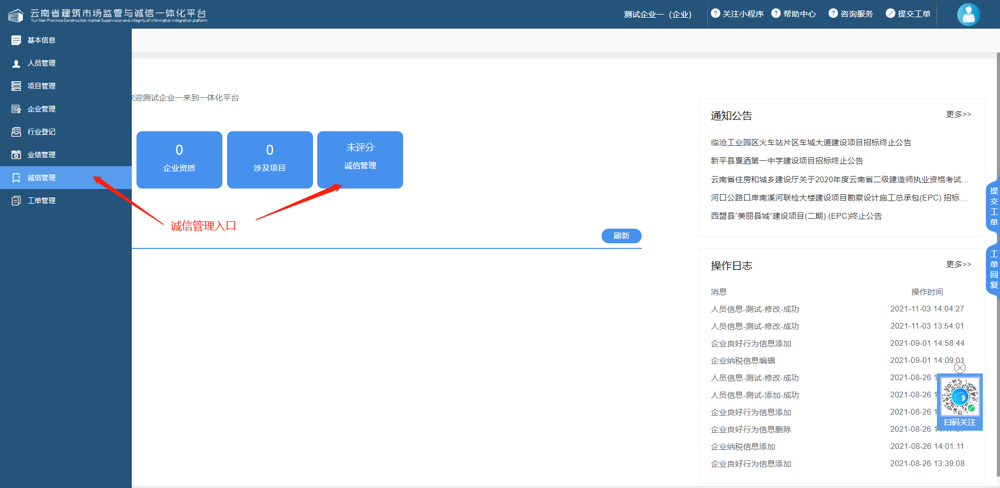 云南省建筑市场监管与诚信一体化平台
Yun Nan Province Construciton market Supervision and integrity of information integration platform
测试企业一（企业）
关注小程序
帮助中心
咨询服务
提交工单
基本信息
人员管理
项目管理
企业管理
行业登记
业绩管理
诚信管理
工单管理
欢迎测试企业一来到一体化平台
0
企业资质
0
涉及项目
未评分
诚信管理
诚信管理入口
刷新
通知公告
更多>>
临沧工业园区火车站片区车城大道建设项目招标终止公告
新平县戛洒第一中学建设项目招标终止公告
云南省住房和城乡建设厅关于2020年度云南省二级建造师执业资格考试...
河口公路口岸南溪河联检大楼建设项目勘察设计施工总承包(EPC) 招标...
西盟县“美丽县城”建设项目(二期) (EPC)终止公告
操作日志
更多>>
消息 操作时间
人员信息-测试-修改-成功 2021-11-03 14:04:27
人员信息-测试-修改-成功 2021-11-03 13:54:01
企业良好行为信息添加 2021-09-01 14:58:44
企业纳税信息编辑 2021-09-01 14:09:01
人员信息-测试-修改-成功 2021-08-26 1
人员信息-测试-添加-成功 2021-08-26 1
企业良好行为信息添加 2021-08-26 1
企业良好行为信息删除 2021-08-26
企业纳税信息添加 2021-08-26 14:01:11
企业良好行为信息添加 2021-08-26 13:39:08
提交工单
工单回复
扫码关注